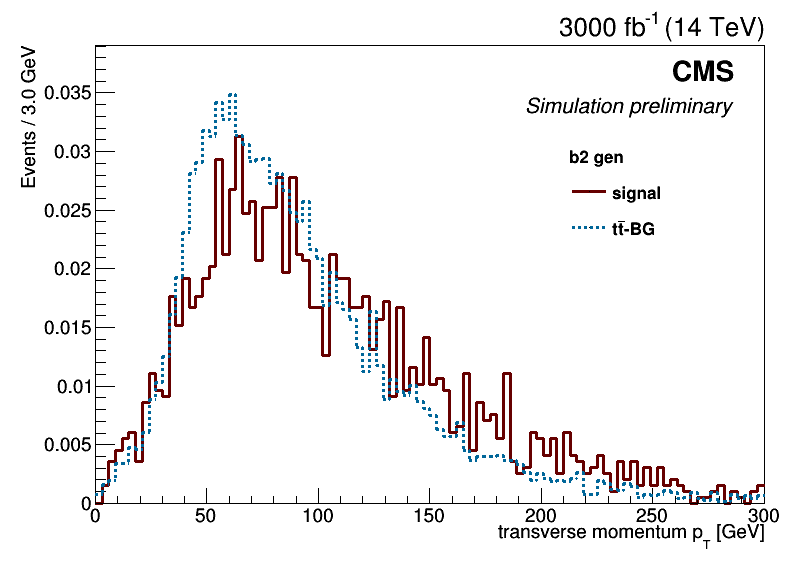 3000 fb⁻¹ (14 TeV)
Events / 3.0 GeV
CMS
Simulation preliminary
b2 gen
signal
tt̄-BG
0.035
0.03
0.025
0.02
0.015
0.01
0.005
0
0 50 100 150 200 250 300
transverse momentum p_T [GeV]